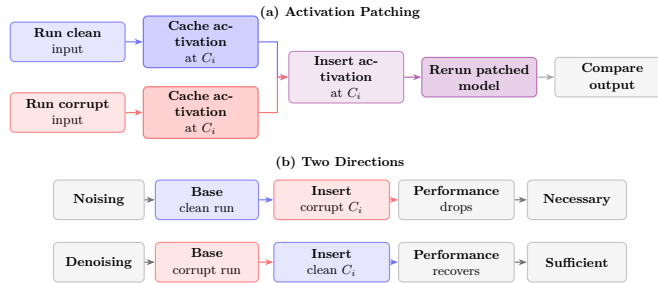 (a) Activation Patching
Run clean
input
Cache ac-
tivation
at C_i
Run corrupt
input
Cache ac-
tivation
at C_i
Insert ac-
tivation
at C_i
Rerun patched
model
Compare
output
(b) Two Directions
Noising
Base
clean run
Insert
corrupt C_i
Performance
drops
Necessary
Denoising
Base
corrupt run
Insert
clean C_i
Performance
recovers
Sufficient